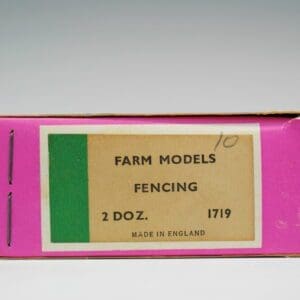 10
FARM MODELS
FENCING
2 DOZ. 1719
MADE IN ENGLAND